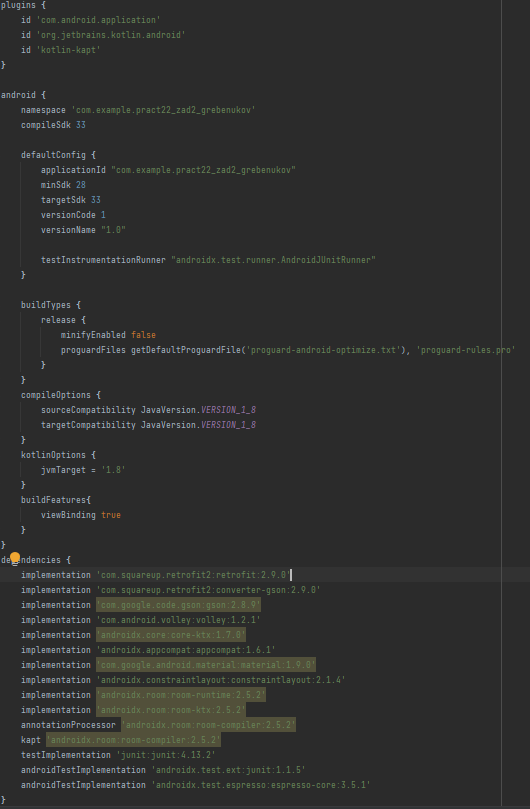 plugins {
    id 'com.android.application'
    id 'org.jetbrains.kotlin.android'
    id 'kotlin-kapt'
}
android {
    namespace 'com.example.pract22_zad2_grebenukov'
    compileSdk 33
    defaultConfig {
        applicationId "com.example.pract22_zad2_grebenukov"
        minSdk 28
        targetSdk 33
        versionCode 1
        versionName "1.0"
        testInstrumentationRunner "androidx.test.runner.AndroidJUnitRunner"
    }
    buildTypes {
        release {
            minifyEnabled false
            proguardFiles getDefaultProguardFile('proguard-android-optimize.txt'), 'proguard-rules.pro'
        }
    }
    compileOptions {
        sourceCompatibility JavaVersion.VERSION_1_8
        targetCompatibility JavaVersion.VERSION_1_8
    }
    kotlinOptions {
        jvmTarget = '1.8'
    }
    buildFeatures{
        viewBinding true
    }
}
dependencies {
    implementation 'com.squareup.retrofit2:retrofit:2.9.0'
    implementation 'com.squareup.retrofit2:converter-gson:2.9.0'
    implementation 'com.google.code.gson:gson:2.8.9'
    implementation 'com.android.volley:volley:1.2.1'
    implementation 'androidx.core:core-ktx:1.7.0'
    implementation 'androidx.appcompat:appcompat:1.6.1'
    implementation 'com.google.android.material:material:1.9.0'
    implementation 'androidx.constraintlayout:constraintlayout:2.1.4'
    implementation 'androidx.room:room-runtime:2.5.2'
    implementation 'androidx.room:room-ktx:2.5.2'
    annotationProcessor 'androidx.room:room-compiler:2.5.2'
    kapt 'androidx.room:room-compiler:2.5.2'
    testImplementation 'junit:junit:4.13.2'
    androidTestImplementation 'androidx.test.ext:junit:1.1.5'
    androidTestImplementation 'androidx.test.espresso:espresso-core:3.5.1'
}